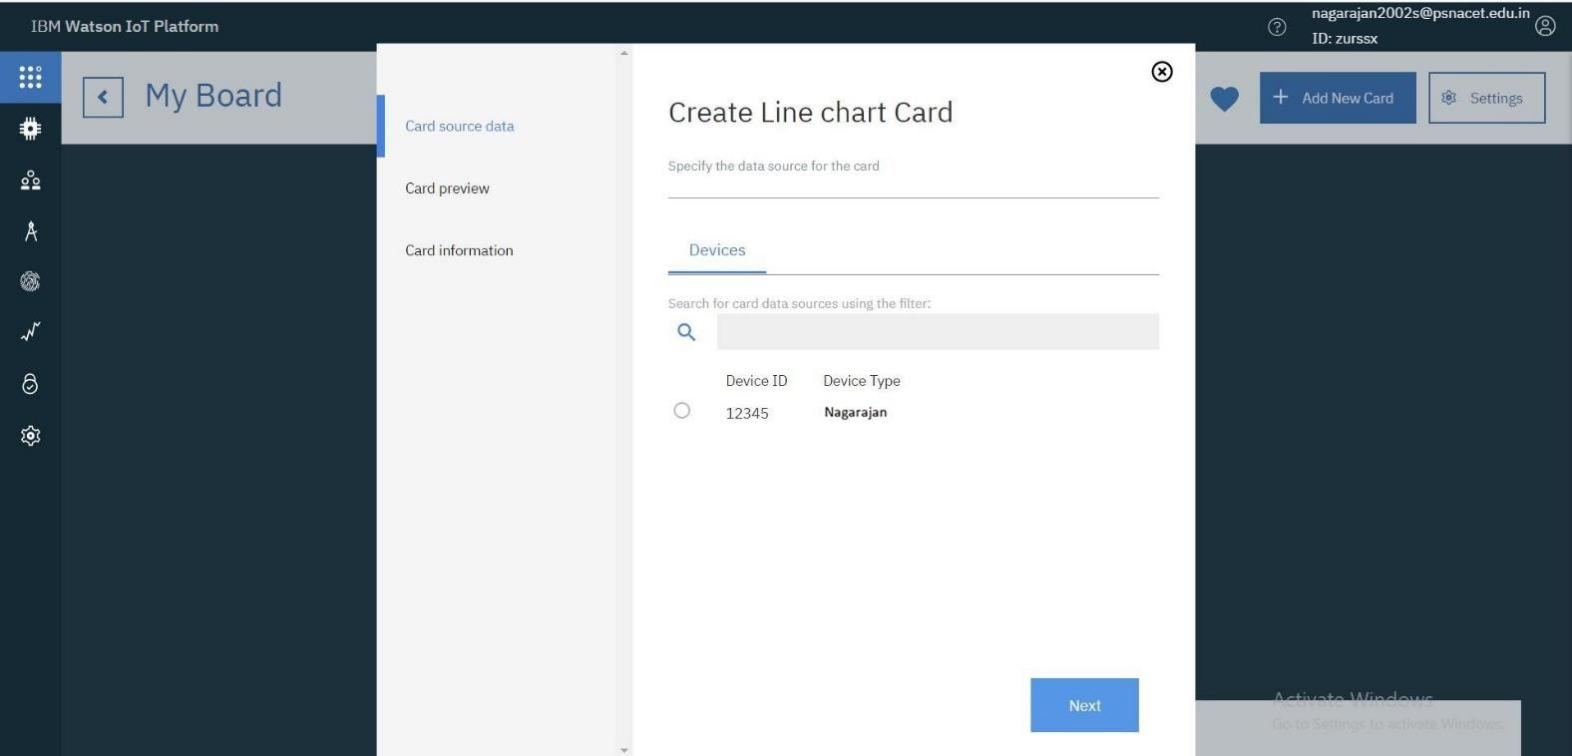 IBM Watson IoT Platform
nagarajan2002s@psnacet.edu.in
ID: zurssx
My Board
+ Add New Card
Settings
Card source data
Card preview
Card information
Create Line chart Card
Specify the data source for the card
Devices
Search for card data sources using the filter:
Device ID Device Type
12345 Nagarajan
Next
Activate Windows
Go to Settings to activate Windows.